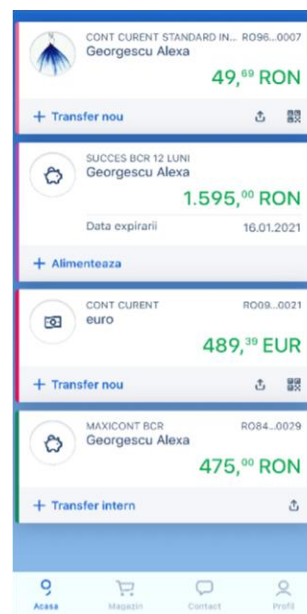 CONT CURENT STANDARD IN... RO96...0007
Georgescu Alexa
49,69 RON
+ Transfer nou
SUCCES BCR 12 LUNI
Georgescu Alexa
1.595,00 RON
Data expirarii 16.01.2021
+ Alimenteaza
CONT CURENT RO09...0021
euro
489,39 EUR
+ Transfer nou
MAXICONT BCR RO84...0029
Georgescu Alexa
475,00 RON
+ Transfer intern
Acasa Magazin Contact Profil